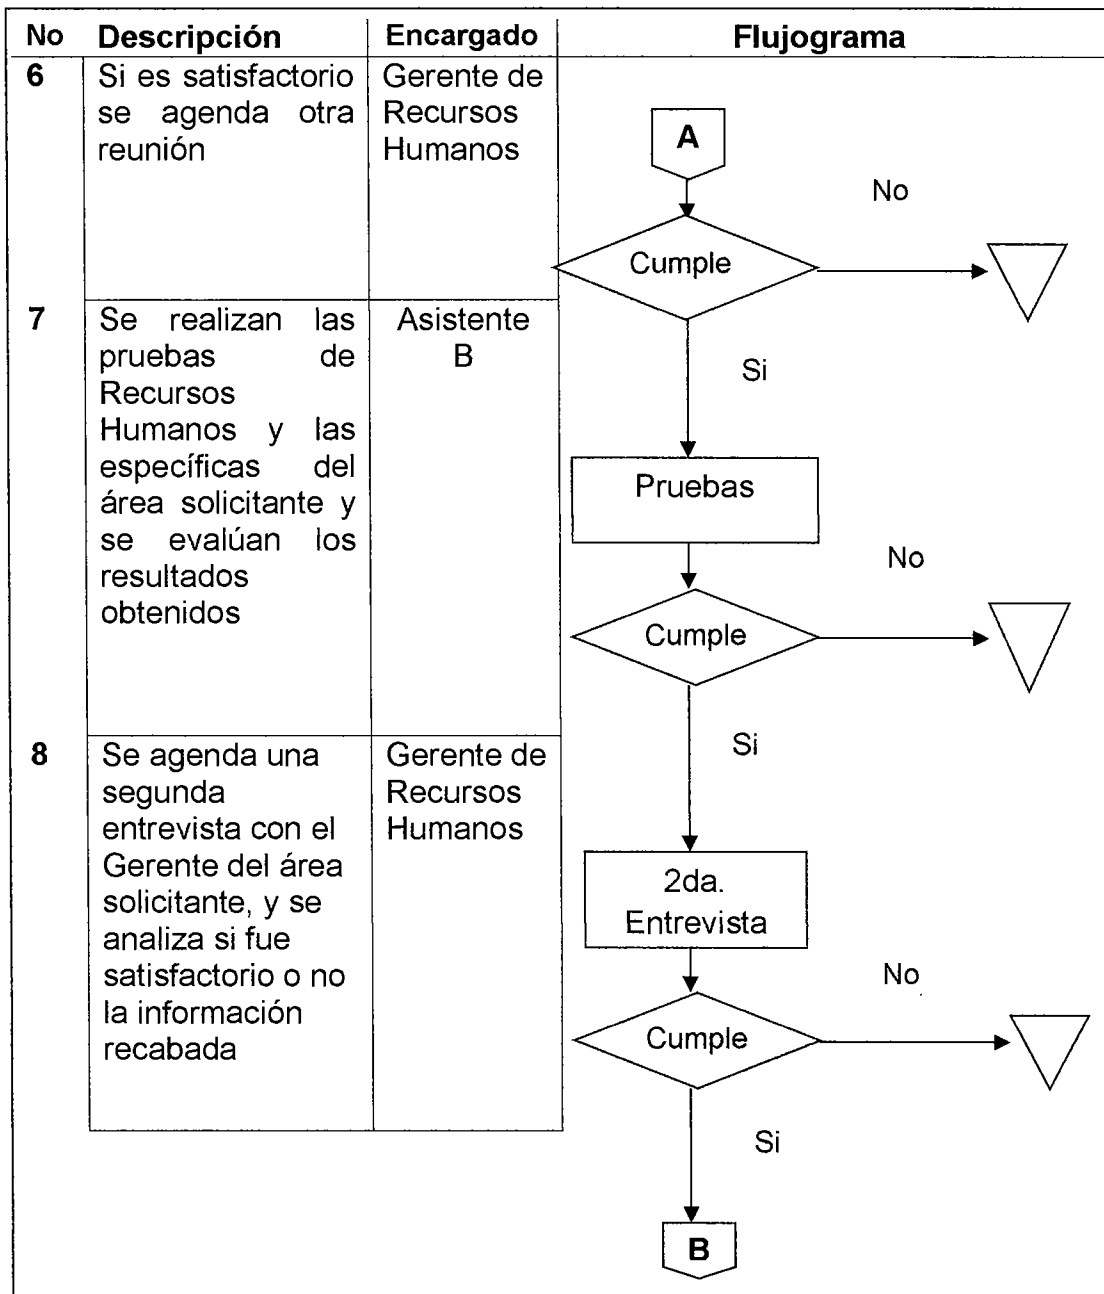 No Descripción Encargado Flujograma
6 Si es satisfactorio
se agenda otra
reunión
Gerente de
Recursos
Humanos
A
No
Cumple
Si
7 Se realizan las
pruebas de
Recursos
Humanos y las
específicas del
área solicitante y
se evalúan los
resultados
obtenidos
Asistente
B
Pruebas
No
Cumple
Si
8 Se agenda una
segunda
entrevista con el
Gerente del área
solicitante, y se
analiza si fue
satisfactorio o no
la información
recabada
Gerente de
Recursos
Humanos
2da.
Entrevista
No
Cumple
Si
B